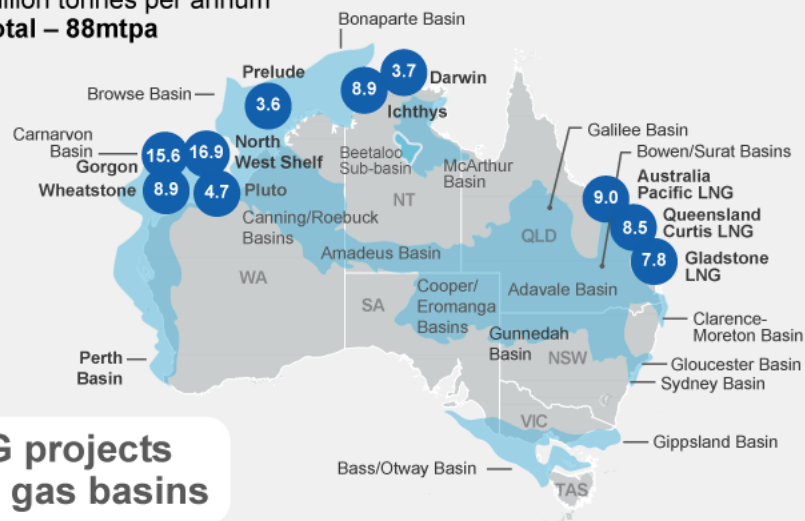 tonnes per annum
– 88mtpa
Bonaparte Basin
Prelude
3.6
8.9
3.7
Darwin
Ichthys
Browse Basin
Carnarvon
Basin
Gorgon
15.6
16.9
North
West Shelf
Wheatstone
8.9
4.7
Pluto
Beetaloo
Sub-basin
McArthur
Basin
Galilee Basin
Bowen/Surat Basins
9.0
Australia
Pacific LNG
8.5
Queensland
Curtis LNG
7.8
Gladstone
LNG
NT
QLD
Canning/Roebuck
Basins
Amadeus Basin
WA
SA
Cooper/
Eromanga
Basins
Adavale Basin
Gunnedah
Basin
NSW
Clarence-
Moreton Basin
Gloucester Basin
Sydney Basin
Perth
Basin
VIC
Gippsland Basin
Bass/Otway Basin
TAS
projects
gas basins